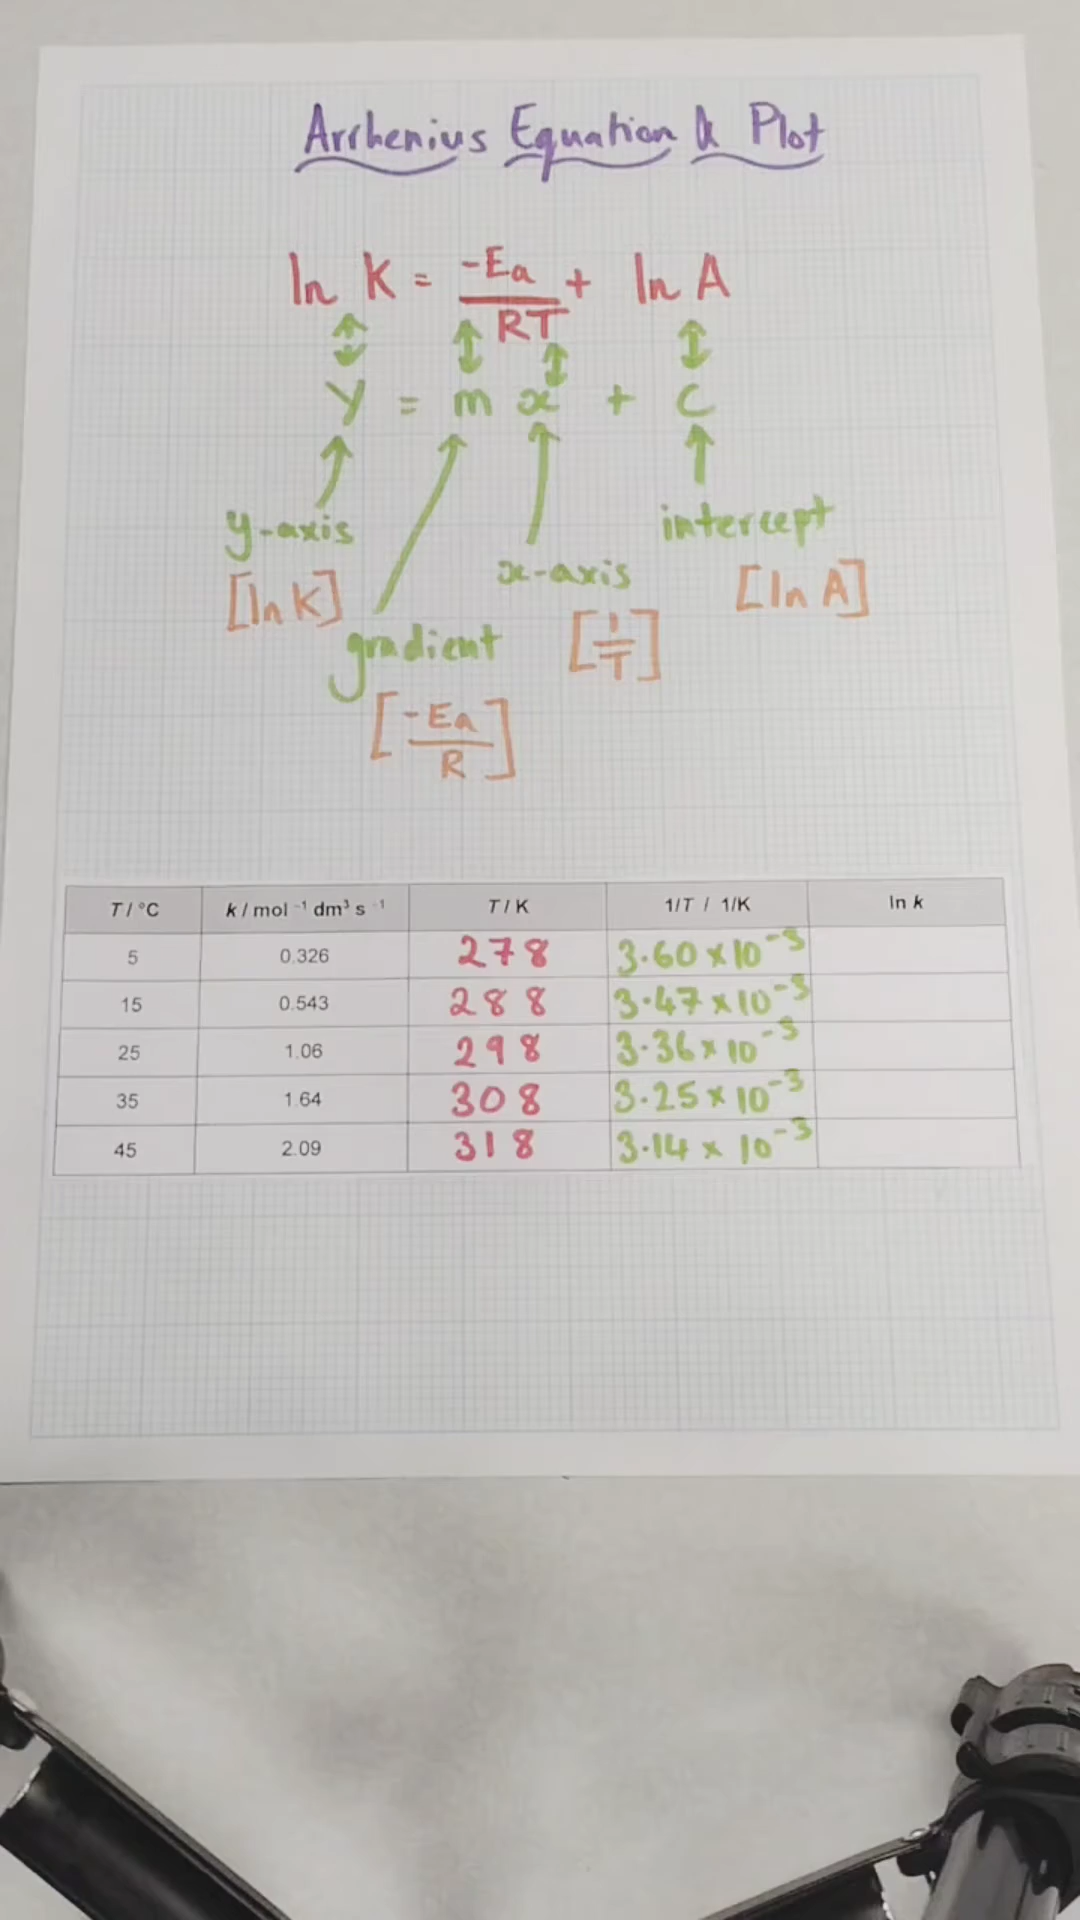 Arrhenius Equation & Plot
ln K = -Ea/RT + ln A
y = m x + c
y-axis
intercept
x-axis
[ln K]
[ln A]
gradient
[1/T]
[-Ea/R]
T / °C k / mol ⁻¹ dm³ s ⁻¹ T / K 1/T / 1/K ln k
5 0.326 278 3.60 x 10⁻³
15 0.543 288 3.47 x 10⁻³
25 1.06 298 3.36 x 10⁻³
35 1.64 308 3.25 x 10⁻³
45 2.09 318 3.14 x 10⁻³